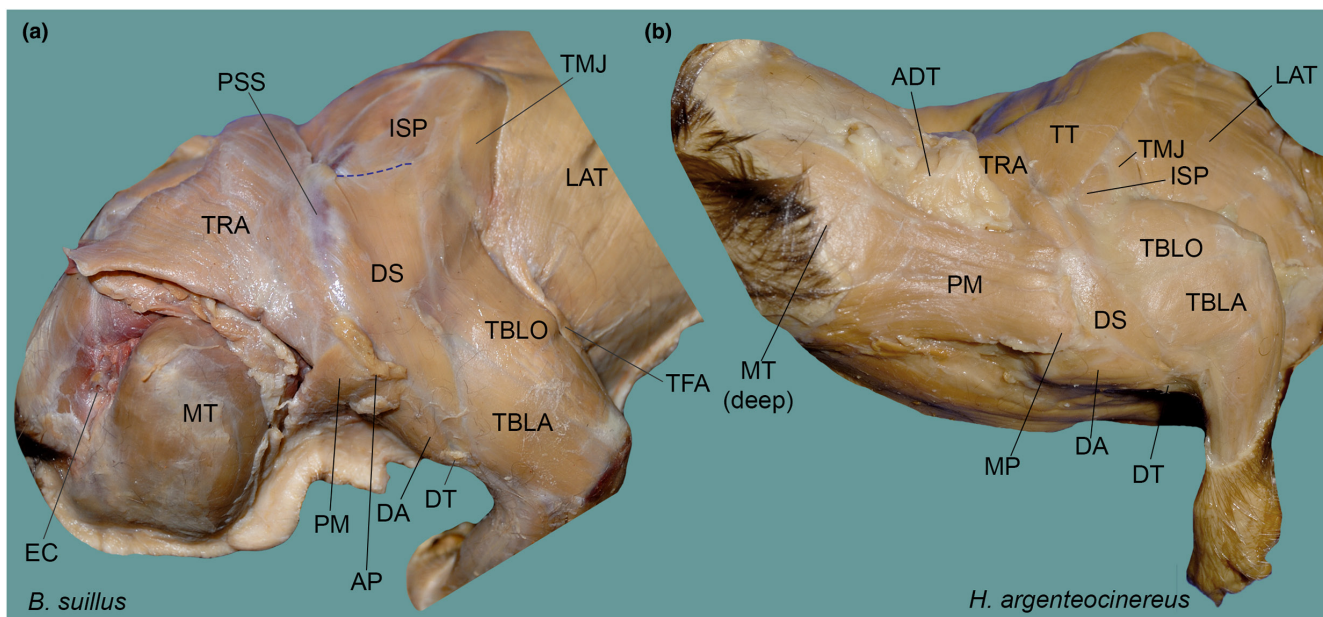 (a)
PSS
TMJ
ISP
LAT
TRA
DS
TBLO
TFA
MT
TBLA
PM
DA
DT
EC
AP
B. suillus
(b)
ADT
LAT
TT
TRA
TMJ
ISP
TBLO
PM
TBLA
DS
MT
(deep)
MP
DA
DT
H. argenteocinereus